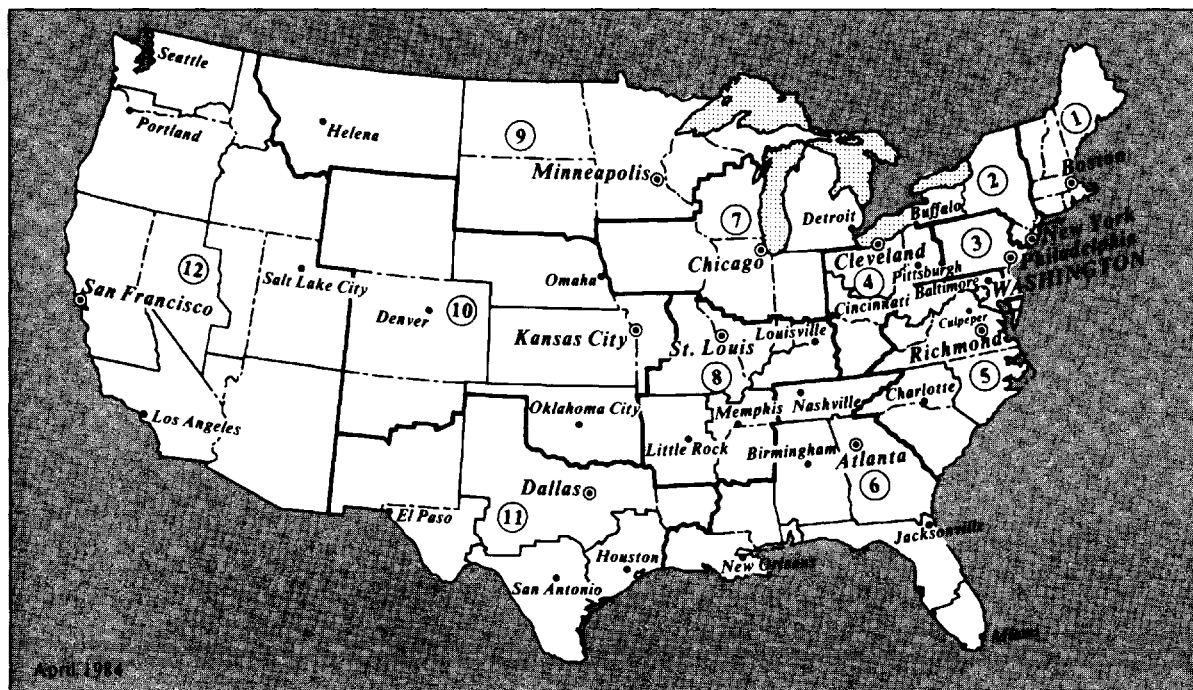 Seattle
Portland
Helena
9
Minneapolis
1
Boston
2
Buffalo
7
Detroit
New York
Philadelphia
3
Cleveland
Chicago
4
Pittsburgh
WASHINGTON
Baltimore
Cincinnati
12
Salt Lake City
San Francisco
Omaha
Denver
10
Kansas City
St. Louis
Louisville
Culpeper
Richmond
8
5
Los Angeles
Oklahoma City
Memphis
Nashville
Charlotte
Little Rock
Birmingham
Atlanta
6
Dallas
11
El Paso
Houston
San Antonio
New Orleans
Jacksonville
Miami
April 1984